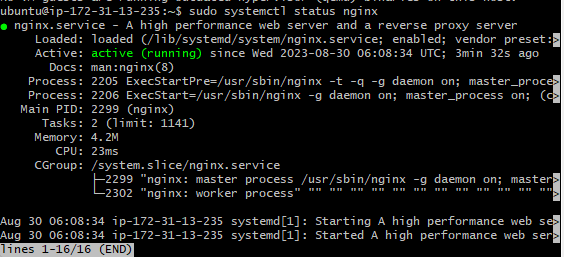 ubuntu@ip-172-31-13-235:~$ sudo systemctl status nginx
● nginx.service - A high performance web server and a reverse proxy server
Loaded: loaded (/lib/systemd/system/nginx.service; enabled; vendor preset:>
Active: active (running) since Wed 2023-08-30 06:08:34 UTC; 3min 32s ago
Docs: man:nginx(8)
Process: 2205 ExecStartPre=/usr/sbin/nginx -t -q -g daemon on; master_proce>
Process: 2206 ExecStart=/usr/sbin/nginx -g daemon on; master_process on; (c>
Main PID: 2299 (nginx)
Tasks: 2 (limit: 1141)
Memory: 4.2M
CPU: 23ms
CGroup: /system.slice/nginx.service
├─2299 "nginx: master process /usr/sbin/nginx -g daemon on; master>
└─2302 "nginx: worker process" "" "" "" "" "" "" "" "" "" "" "" "">
Aug 30 06:08:34 ip-172-31-13-235 systemd[1]: Starting A high performance web se>
Aug 30 06:08:34 ip-172-31-13-235 systemd[1]: Started A high performance web ser>
lines 1-16/16 (END)